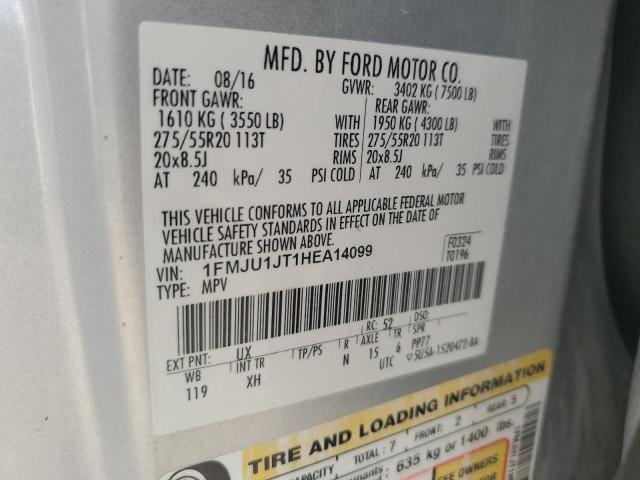 MFD. BY FORD MOTOR CO.
DATE: 08/16 GVWR: 3402 KG ( 7500 LB)
FRONT GAWR: REAR GAWR:
1610 KG ( 3550 LB) WITH 1950 KG ( 4300 LB) WITH
275/55R20 113T TIRES 275/55R20 113T TIRES
20x8.5J RIMS 20x8.5J RIMS
AT 240 kPa/ 35 PSI COLD AT 240 kPa/ 35 PSI COLD
THIS VEHICLE CONFORMS TO ALL APPLICABLE FEDERAL MOTOR
VEHICLE SAFETY STANDARDS IN EFFECT ON THE DATE OF
MANUFACTURE SHOWN ABOVE.
F0324
T0196
VIN: 1FMJU1JT1HEA14099
TYPE: MPV
RC: 52 DSO:
EXT PNT: UX
WB INT TR TP/PS R AXLE TR SPR
119 XH N 15 6 PP77
UTC 5U5A-1520472-BA
TIRE AND LOADING INFORMATION
CAPACITY TOTAL: 7 FRONT: 2 REAR: 5
635 kg or 1400 lbs.
SEE OWNERS